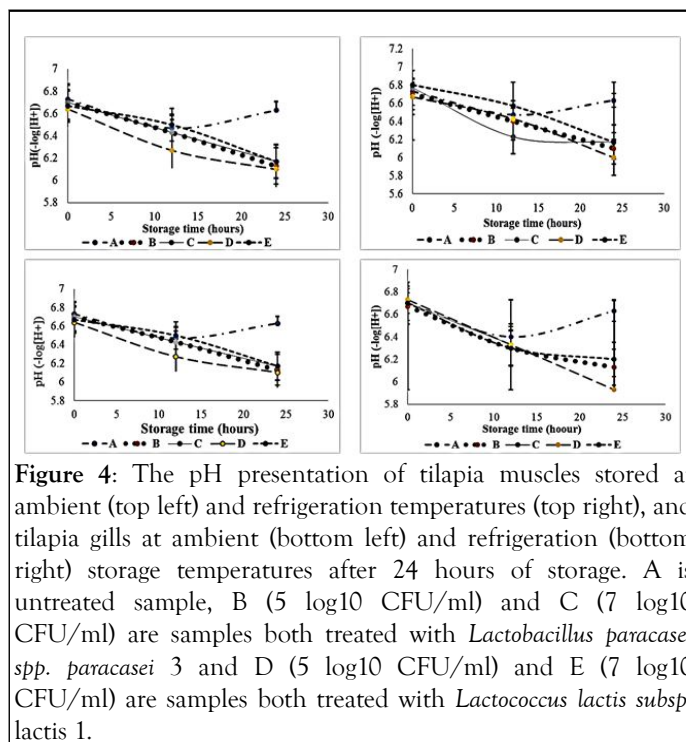 7
6.8
6.6
6.4
6.2
6
5.8
pH(-log[H+])
0 5 10 15 20 25 30
Storage time (hours)
A B C D E
7.2
7
6.8
6.6
6.4
6.2
6
5.8
5.6
pH (-log[H+])
0 5 10 15 20 25 30
Storage time (hours)
A B C D E
7
6.8
6.6
6.4
6.2
6
5.8
pH (-log[H+])
0 5 10 15 20 25 30
Storage time (hours)
A B C D E
7
6.8
6.6
6.4
6.2
6
5.8
pH (-log[H+])
0 5 10 15 20 25 30
Storage time (hoour)
A B C D E
Figure 4: The pH presentation of tilapia muscles stored a
ambient (top left) and refrigeration temperatures (top right), and
tilapia gills at ambient (bottom left) and refrigeration (bottom
right) storage temperatures after 24 hours of storage. A i
untreated sample, B (5 log10 CFU/ml) and C (7 log10
CFU/ml) are samples both treated with Lactobacillus paracase
spp. paracasei 3 and D (5 log10 CFU/ml) and E (7 log10
CFU/ml) are samples both treated with Lactococcus lactis subsp
lactis 1.